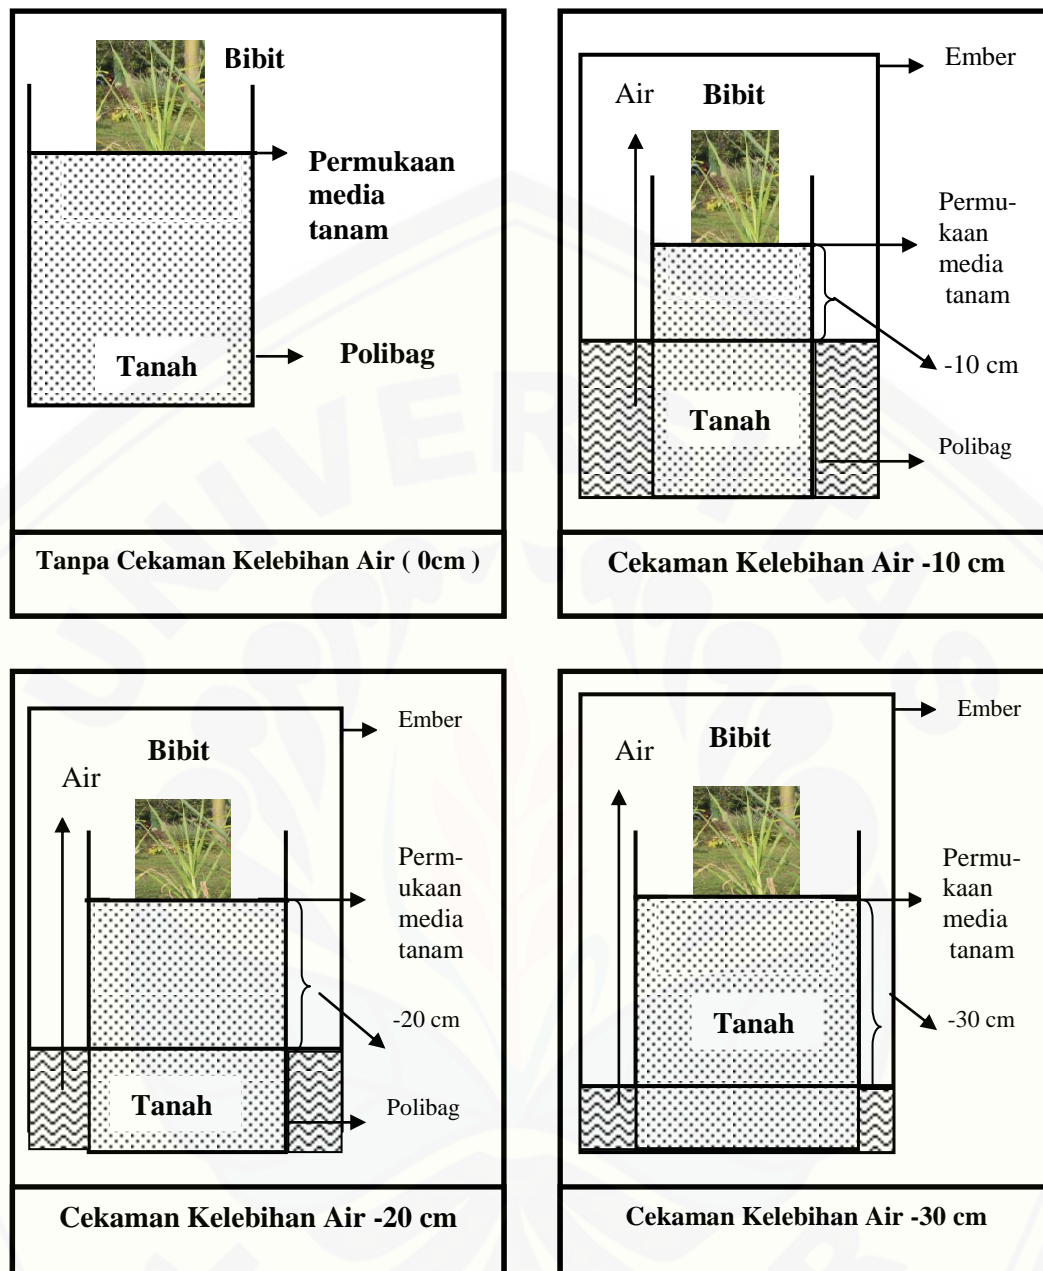 Bibit
Permukaan
media
tanam
Tanah
Polibag
Tanpa Cekaman Kelebihan Air ( 0cm )
Ember
Air
Bibit
Permu-
kaan
media
tanam
-10 cm
Tanah
Polibag
Cekaman Kelebihan Air -10 cm
Ember
Bibit
Air
Perm-
ukaan
media
tanam
-20 cm
Tanah
Polibag
Cekaman Kelebihan Air -20 cm
Ember
Bibit
Air
Permu-
kaan
media
tanam
Tanah
-30 cm
Cekaman Kelebihan Air -30 cm
UNIVERSITAS